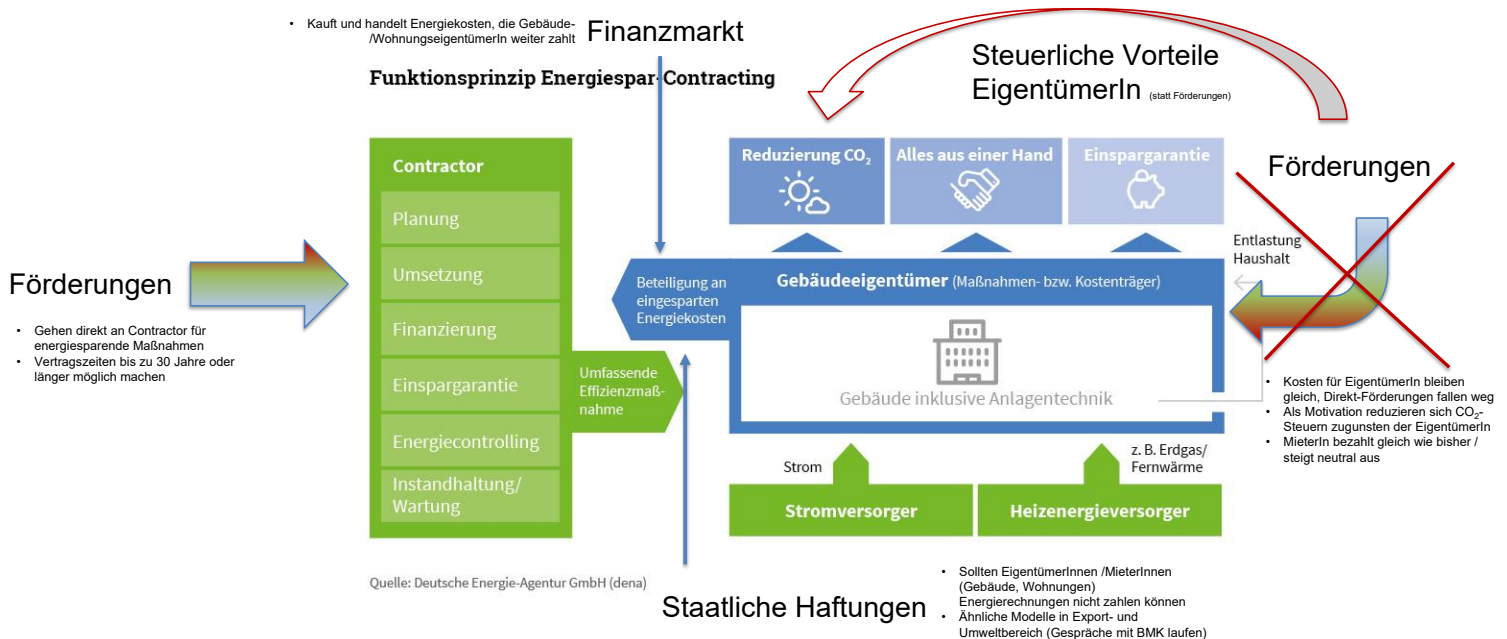 • Kauft und handelt Energiekosten, die Gebäude-
/WohnungseigentümerIn weiter zahlt
Finanzmarkt
Funktionsprinzip Energiespar-Contracting
Steuerliche Vorteile
EigentümerIn (statt Förderungen)
Contractor
Planung
Umsetzung
Finanzierung
Einspargarantie
Energiecontrolling
Instandhaltung/
Wartung
Förderungen
• Gehen direkt an Contractor für
energiesparende Maßnahmen
• Vertragszeiten bis zu 30 Jahre oder
länger möglich machen
Reduzierung CO₂
Alles aus einer Hand
Einspargarantie
Förderungen
Entlastung
Haushalt
Beteiligung an
eingesparten
Energiekosten
Gebäudeeigentümer (Maßnahmen- bzw. Kostenträger)
Umfassende
Effizienzmaß-
nahme
Gebäude inklusive Anlagentechnik
• Kosten für EigentümerIn bleiben
gleich, Direkt-Förderungen fallen weg
• Als Motivation reduzieren sich CO₂-
Steuern zugunsten der EigentümerIn
• MieterIn bezahlt gleich wie bisher /
steigt neutral aus
Strom
z. B. Erdgas/
Fernwärme
Stromversorger
Heizenergieversorger
Quelle: Deutsche Energie-Agentur GmbH (dena)
Staatliche Haftungen
• Sollten EigentümerInnen /MieterInnen
(Gebäude, Wohnungen)
Energierechnungen nicht zahlen können
• Ähnliche Modelle in Export- und
Umweltbereich (Gespräche mit BMK laufen)